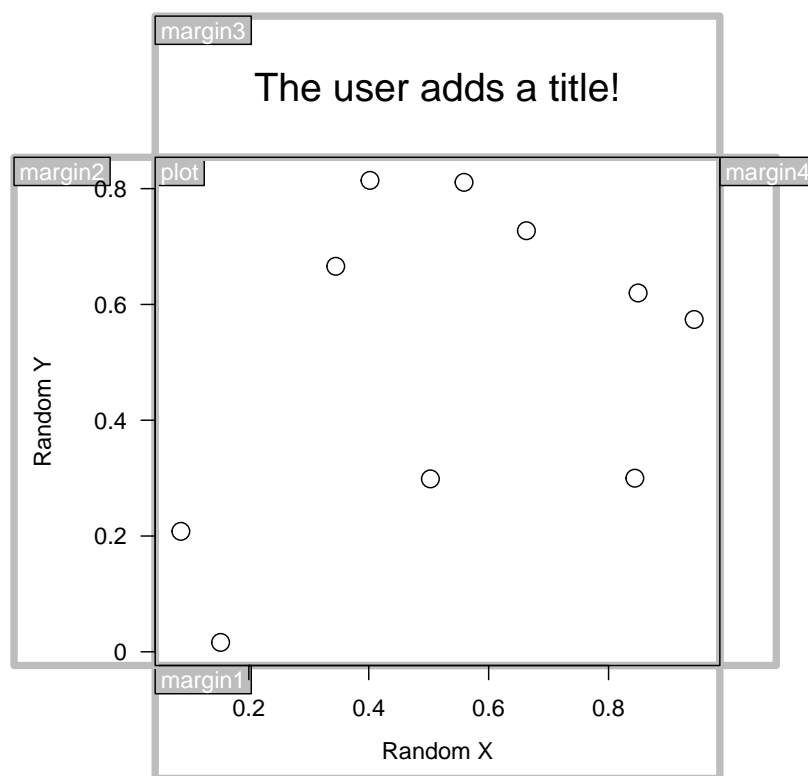 margin3
The user adds a title!
margin2
plot
margin4
0.8
0.6
0.4
0.2
0
Random Y
margin1
0.2 0.4 0.6 0.8
Random X